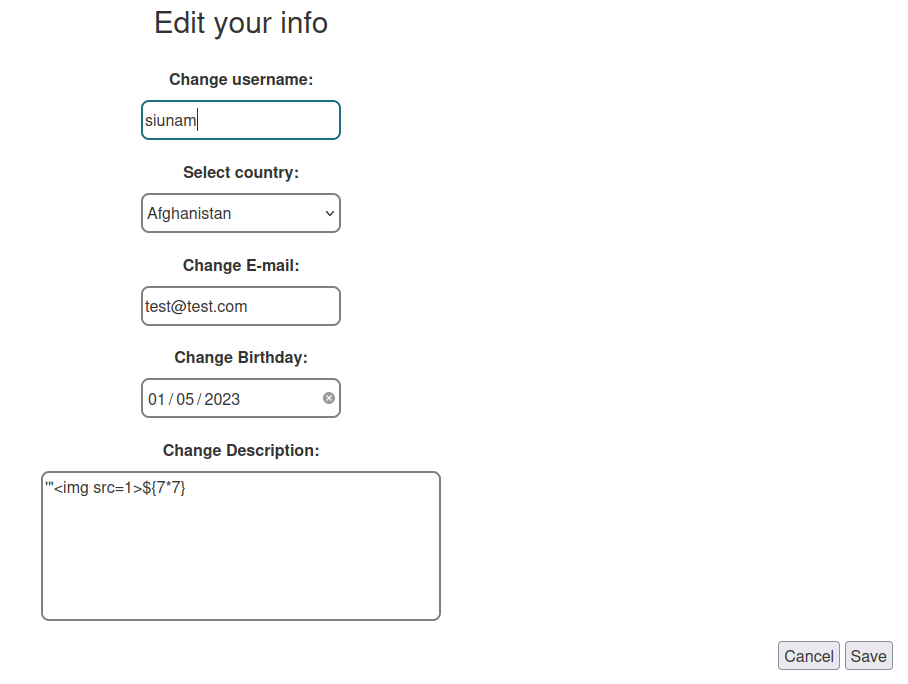 Edit your info
Change username:
siunam
Select country:
Afghanistan
Change E-mail:
test@test.com
Change Birthday:
01/05/2023
Change Description:
'"<img src=1>${7*7}
Cancel Save